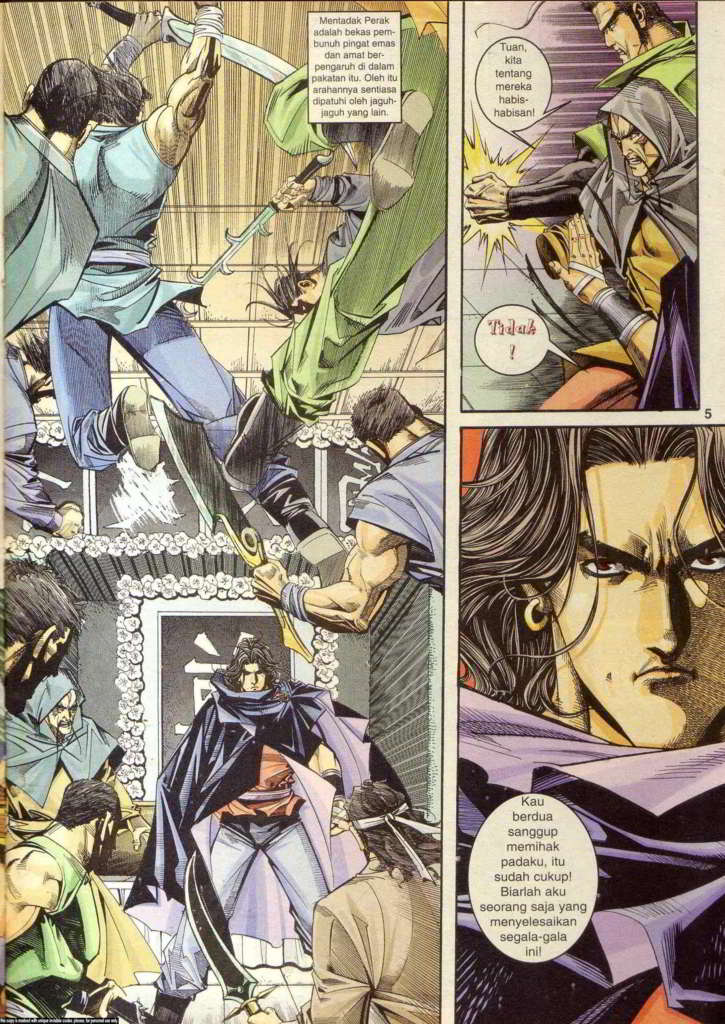 Mentadak Perak
adalah bekas pem-
bunuh pingat emas
dan amat ber-
pengaruh di dalam
pakatan itu. Oleh itu
arahannya sentiasa
dipatuhi oleh jaguh-
jaguh yang lain.
Tuan,
kita
tentang
mereka
habis-
habisan!
Tidak
!
5
Kau
berdua
sanggup
memihak
padaku, itu
sudah cukup!
Biarlah aku
seorang saja yang
menyelesaikan
segala-gala
ini!